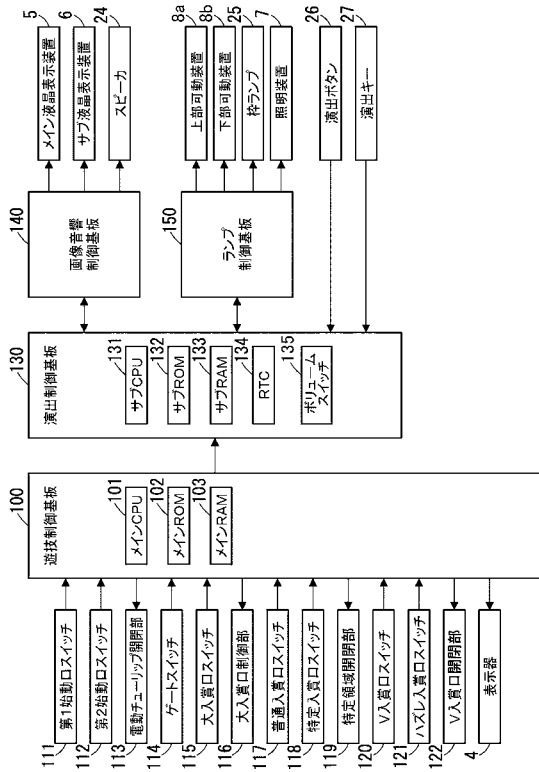 5
メイン液晶表示装置
6
サブ液晶表示装置
24
スピーカ
8a
上部可動装置
8b
下部可動装置
25
枠ランプ
7
照明装置
26
演出ボタン
27
演出キー
140
画像音響
制御基板
150
ランプ
制御基板
130
演出制御基板
131
サブCPU
132
サブROM
133
サブRAM
134
RTC
135
ボリューム
スイッチ
100
遊技制御基板
101
メインCPU
102
メインROM
103
メインRAM
111
第1始動口スイッチ
112
第2始動口スイッチ
113
電動チューリップ開閉部
114
ゲートスイッチ
115
大入賞口スイッチ
116
大入賞口制御部
117
普通入賞口スイッチ
118
特定入賞口スイッチ
119
特定領域開閉部
120
V入賞口スイッチ
121
ハズレ入賞口スイッチ
122
V入賞口開閉部
4
表示器